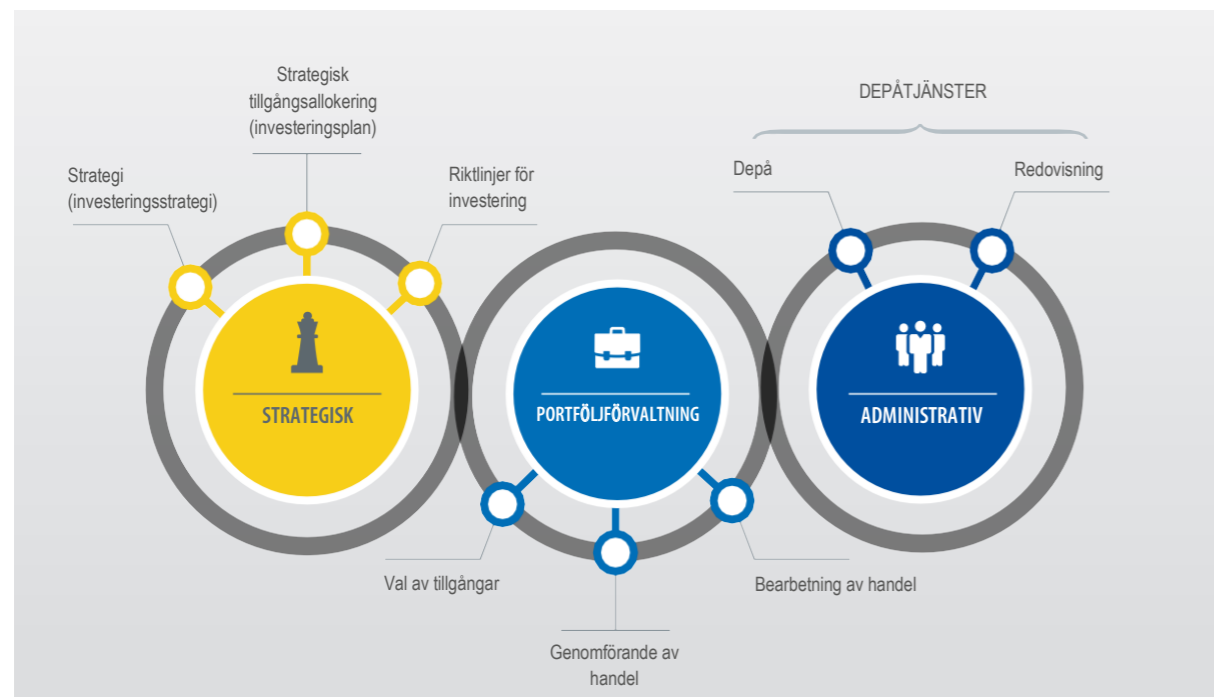 Strategisk
tillgångsallokering
(investeringsplan)
Strategi
(investeringsstrategi)
Riktlinjer för
investering
DEPÅTJÄNSTER
Depå
Redovisning
STRATEGISK
PORTFÖLJFÖRVALTNING
ADMINISTRATIV
Val av tillgångar
Genomförande av
handel
Bearbetning av handel